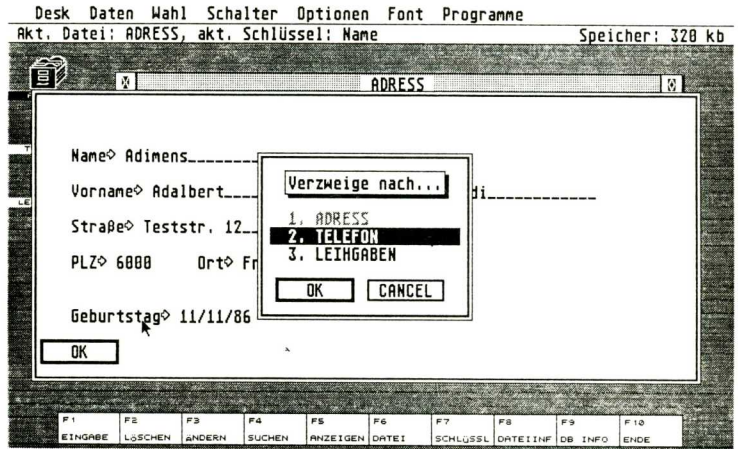 Desk Daten Wahl Schalter Optionen Font Programme
Akt. Datei: ADRESS, akt. Schlüssel: Name Speicher: 320 kb
ADRESS
Name◊ Adimens
Vorname◊ Adalbert di
Straße◊ Teststr. 12
PLZ◊ 6000 Ort◊ Fr
Geburtstag◊ 11/11/86
OK
Verzweige nach...
1. ADRESS
2. TELEFON
3. LEIHGABEN
OK CANCEL
F1 F2 F3 F4 F5 F6 F7 F8 F9 F10
EINGABE LöSCHEN äNDERN SUCHEN ANZEIGEN DATEI SCHLüSSL DATEIINF DB INFO ENDE